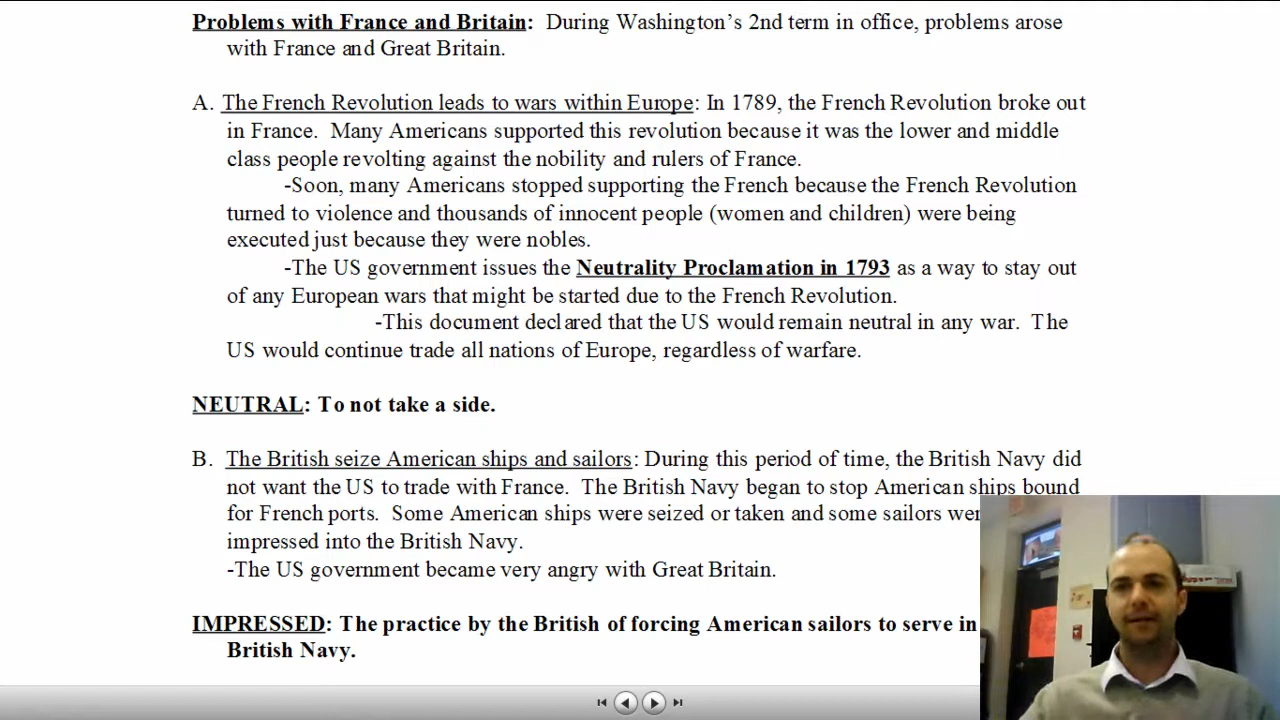 Problems with France and Britain:  During Washington’s 2nd term in office, problems arose
with France and Great Britain.
A. The French Revolution leads to wars within Europe: In 1789, the French Revolution broke out
in France.  Many Americans supported this revolution because it was the lower and middle
class people revolting against the nobility and rulers of France.
-Soon, many Americans stopped supporting the French because the French Revolution
turned to violence and thousands of innocent people (women and children) were being
executed just because they were nobles.
-The US government issues the Neutrality Proclamation in 1793 as a way to stay out
of any European wars that might be started due to the French Revolution.
-This document declared that the US would remain neutral in any war.  The
US would continue trade all nations of Europe, regardless of warfare.
NEUTRAL: To not take a side.
B.  The British seize American ships and sailors: During this period of time, the British Navy did
not want the US to trade with France.  The British Navy began to stop American ships bound
for French ports.  Some American ships were seized or taken and some sailors
impressed into the British Navy.
-The US government became very angry with Great Britain.
IMPRESSED: The practice by the British of forcing American sailors to serve in
British Navy.